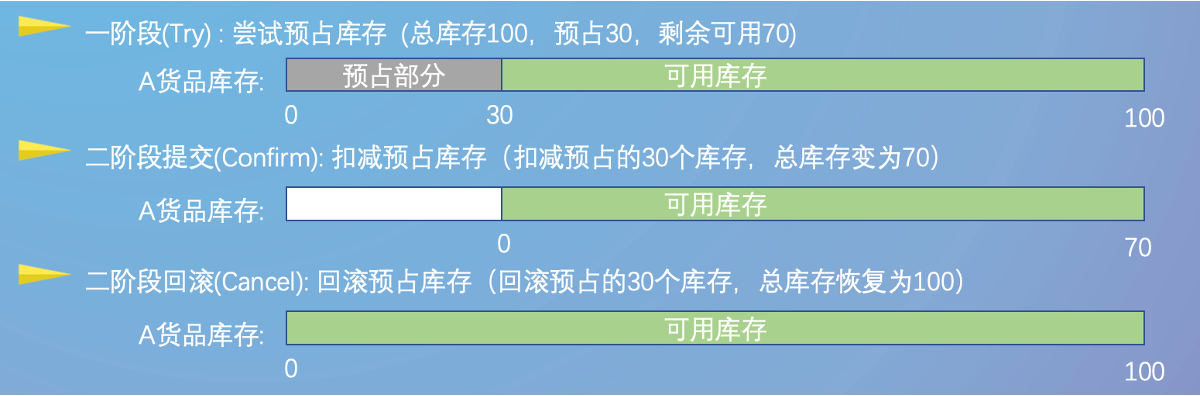 一阶段(Try) : 尝试预占库存 (总库存100，预占30，剩余可用70)
A货品库存: 预占部分 可用库存
0 30 100
二阶段提交(Confirm): 扣减预占库存（扣减预占的30个库存，总库存变为70）
A货品库存: 可用库存
0 70
二阶段回滚(Cancel): 回滚预占库存（回滚预占的30个库存，总库存恢复为100）
A货品库存: 可用库存
0 100